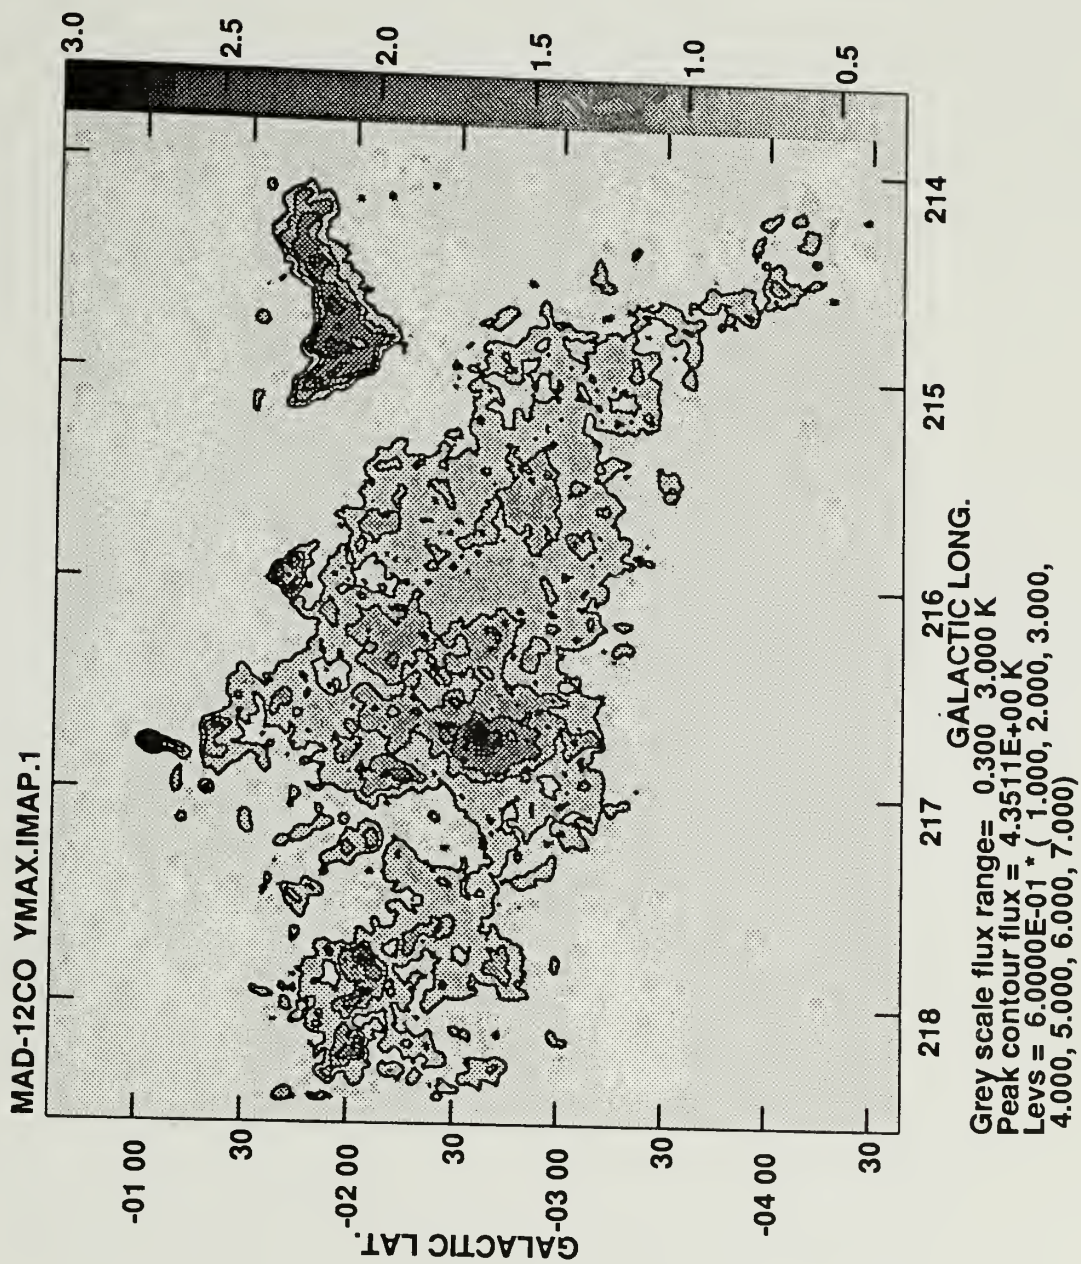 MAD-12CO YMAX.IMAP.1
3.0
2.5
2.0
1.5
1.0
0.5
-01 00
30
-02 00
30
-03 00
30
-04 00
30
GALACTIC LAT.
218
217
216
215
214
GALACTIC LONG.
Grey scale flux range= 0.300 3.000 K
Peak contour flux = 4.3511E+00 K
Levs = 6.0000E-01 * ( 1.000, 2.000, 3.000,
4.000, 5.000, 6.000, 7.000)